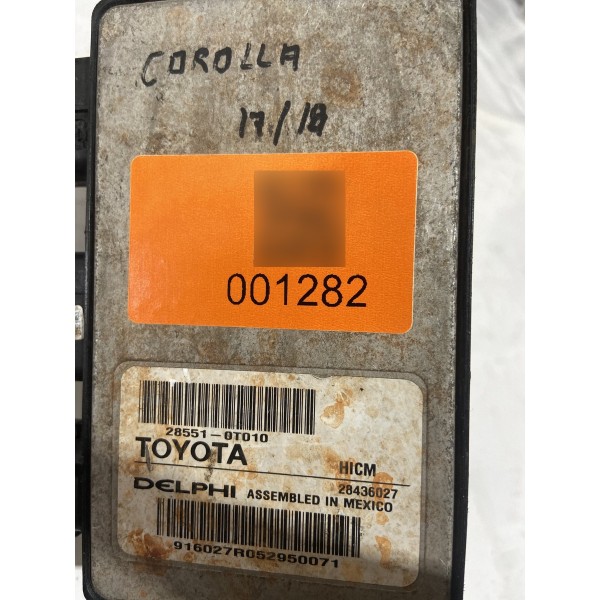 COROLLA
17/18
001282
28551-0T010
TOYOTA
HICM
28436027
DELPHI ASSEMBLED IN MEXICO
916027R052950071